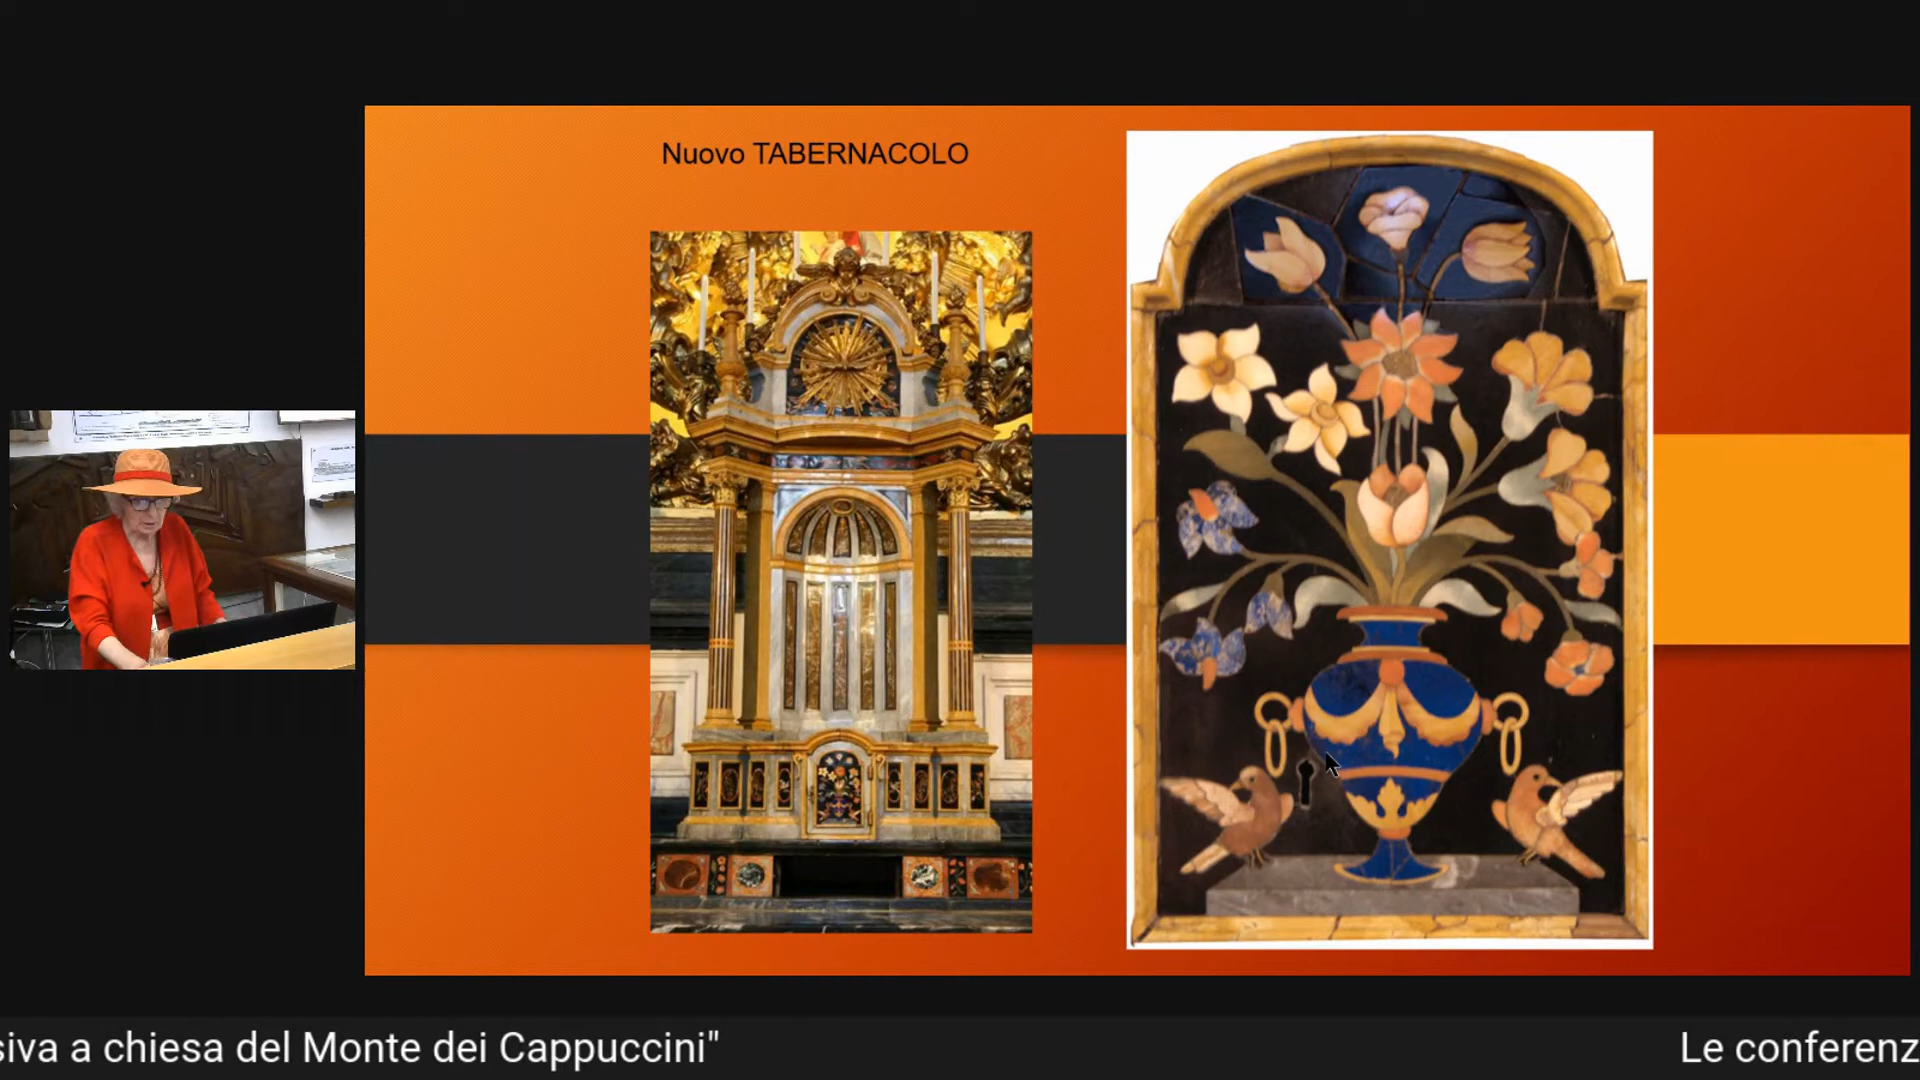 Nuovo TABERNACOLO
siva a chiesa del Monte dei Cappuccini"
Le conferenz